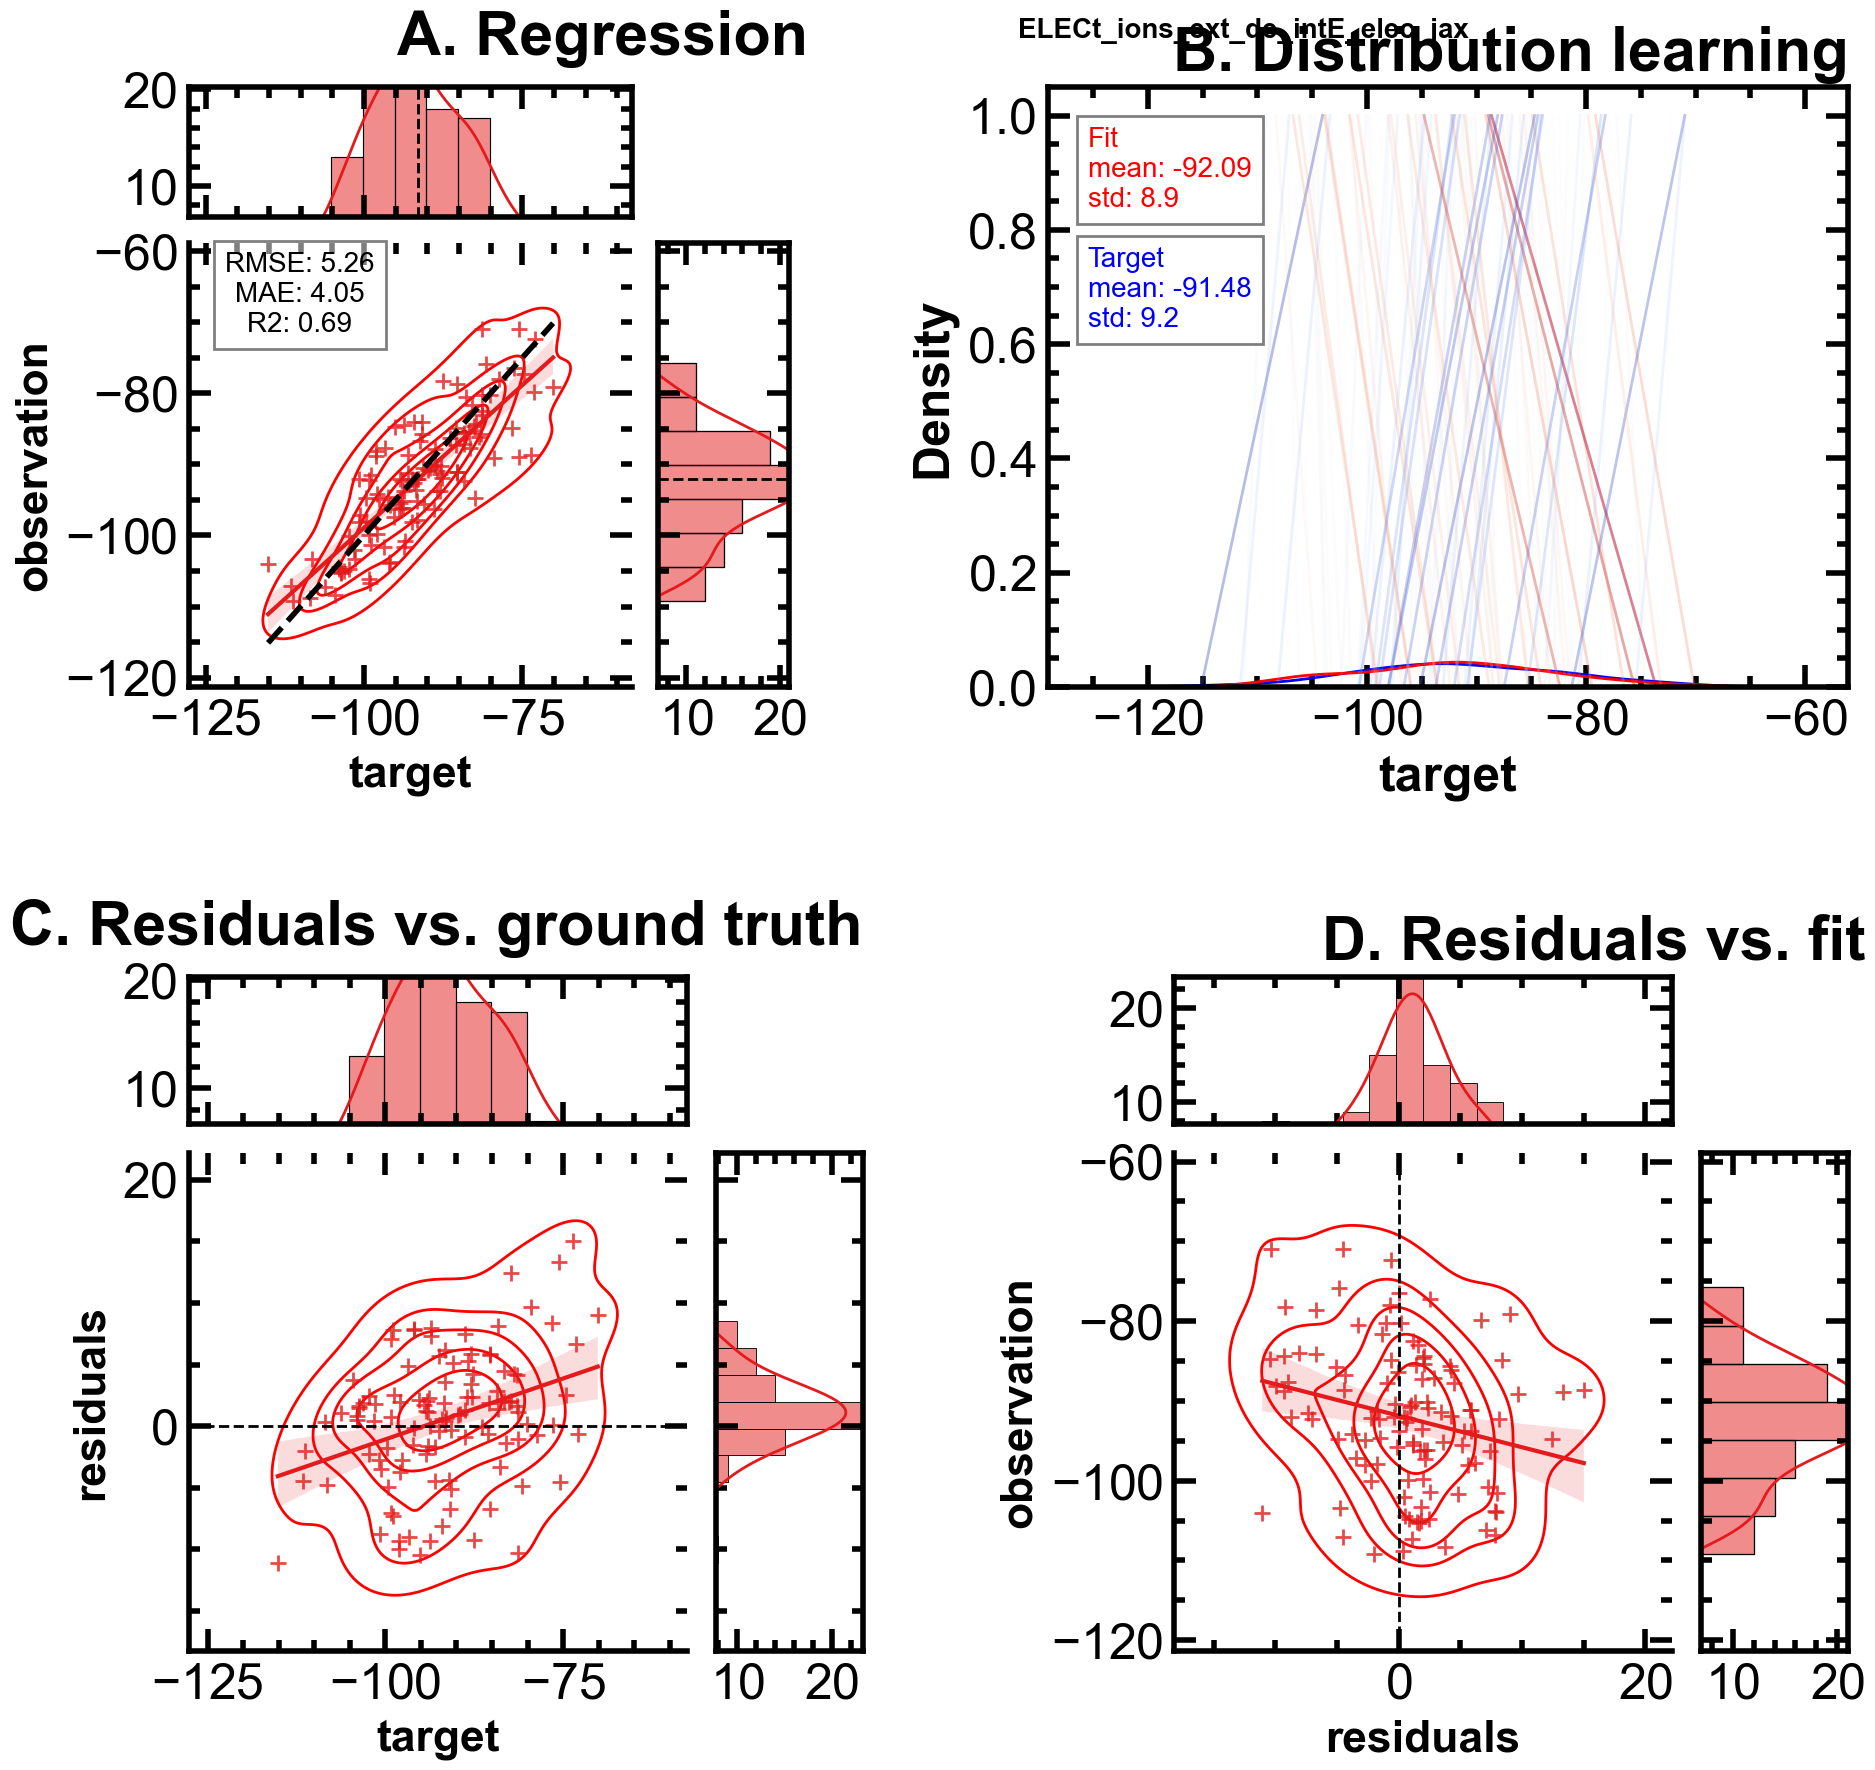 A. Regression
ELECt_ions_ext_dc_intE_elec_jax
B. Distribution learning
20
10
−60
−80
−100
−120
observation
RMSE: 5.26
MAE: 4.05
R2: 0.69
−125
−100
−75
target
10
20
1.0
0.8
0.6
0.4
0.2
0.0
Density
Fit
mean: -92.09
std: 8.9
Target
mean: -91.48
std: 9.2
−120
−100
−80
−60
target
C. Residuals vs. ground truth
20
10
20
0
residuals
−125
−100
−75
target
10
20
D. Residuals vs. fit
20
10
−60
−80
−100
−120
observation
0
20
residuals
10
20